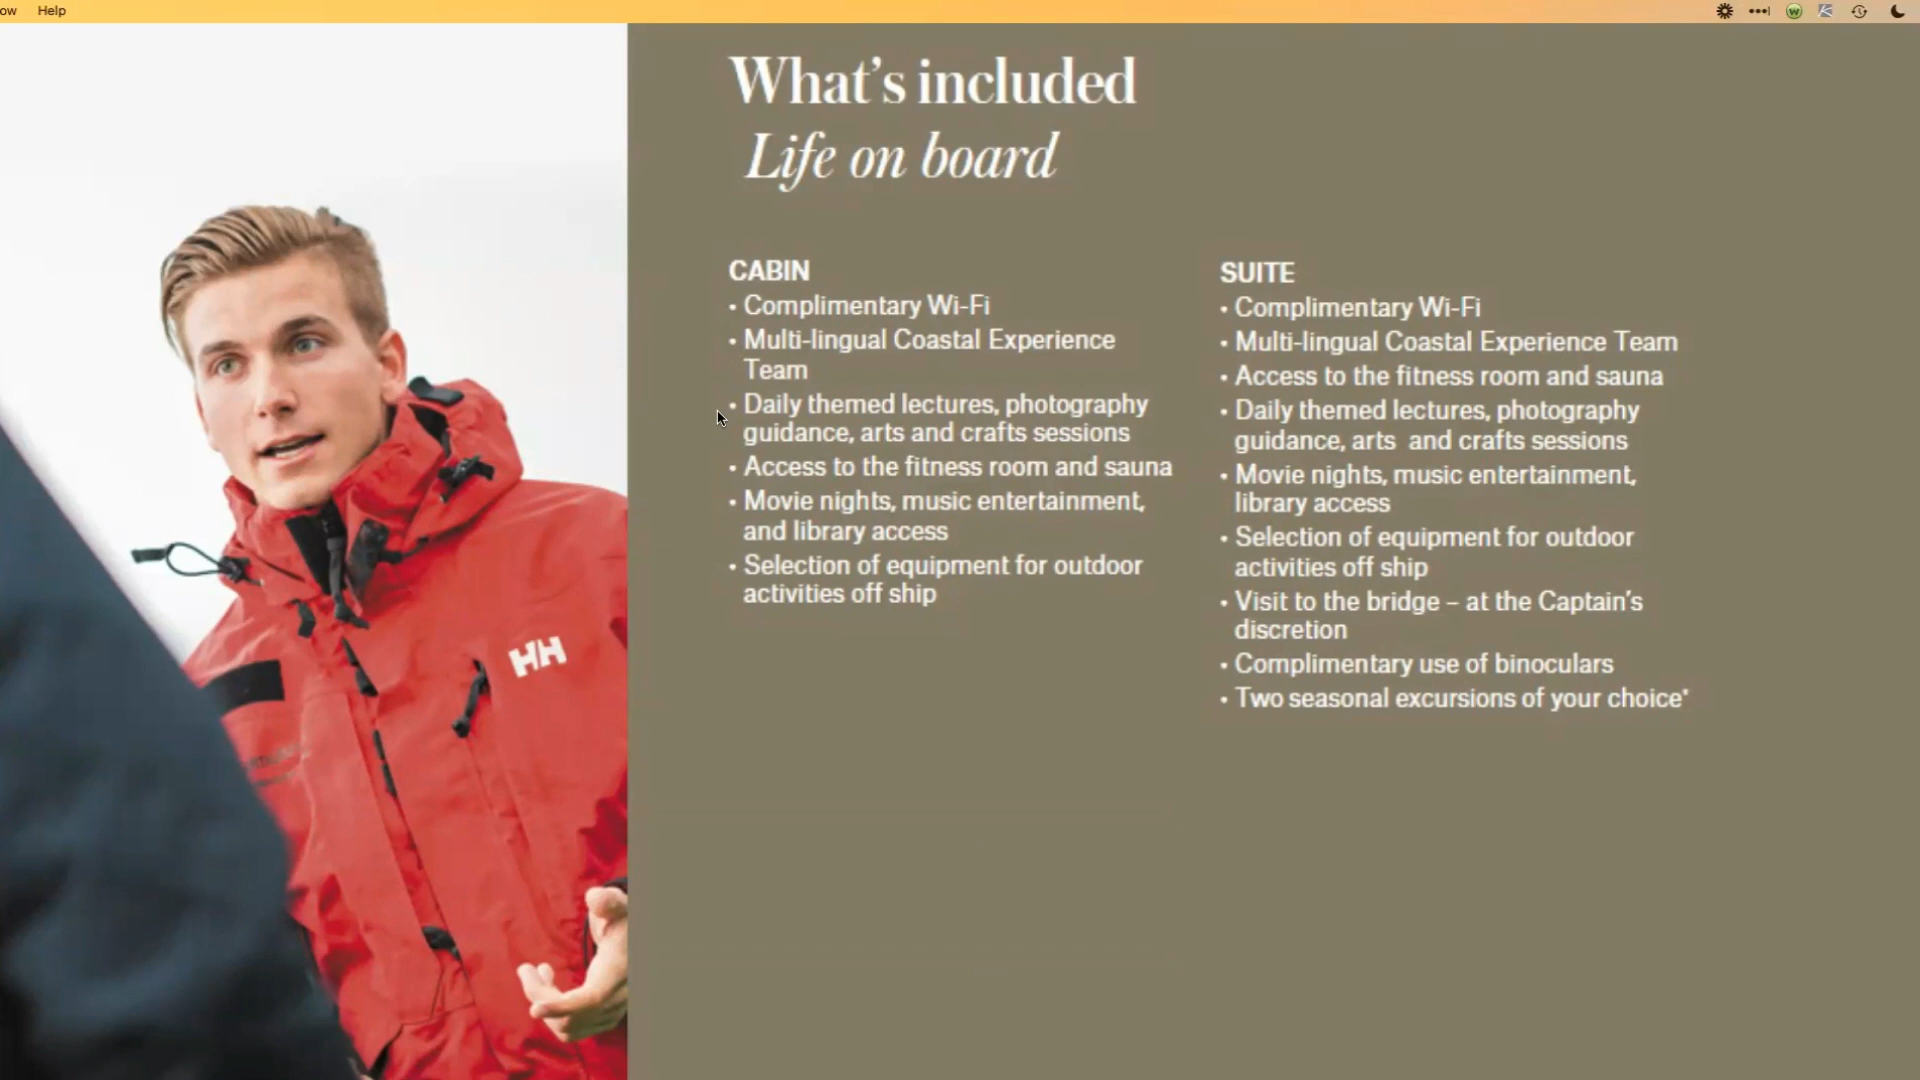 ow Help
What's included
Life on board
CABIN
• Complimentary Wi-Fi
• Multi-lingual Coastal Experience
Team
• Daily themed lectures, photography
guidance, arts and crafts sessions
• Access to the fitness room and sauna
• Movie nights, music entertainment,
and library access
• Selection of equipment for outdoor
activities off ship
SUITE
• Complimentary Wi-Fi
• Multi-lingual Coastal Experience Team
• Access to the fitness room and sauna
• Daily themed lectures, photography
guidance, arts and crafts sessions
• Movie nights, music entertainment,
library access
• Selection of equipment for outdoor
activities off ship
• Visit to the bridge – at the Captain's
discretion
• Complimentary use of binoculars
• Two seasonal excursions of your choice*
HH